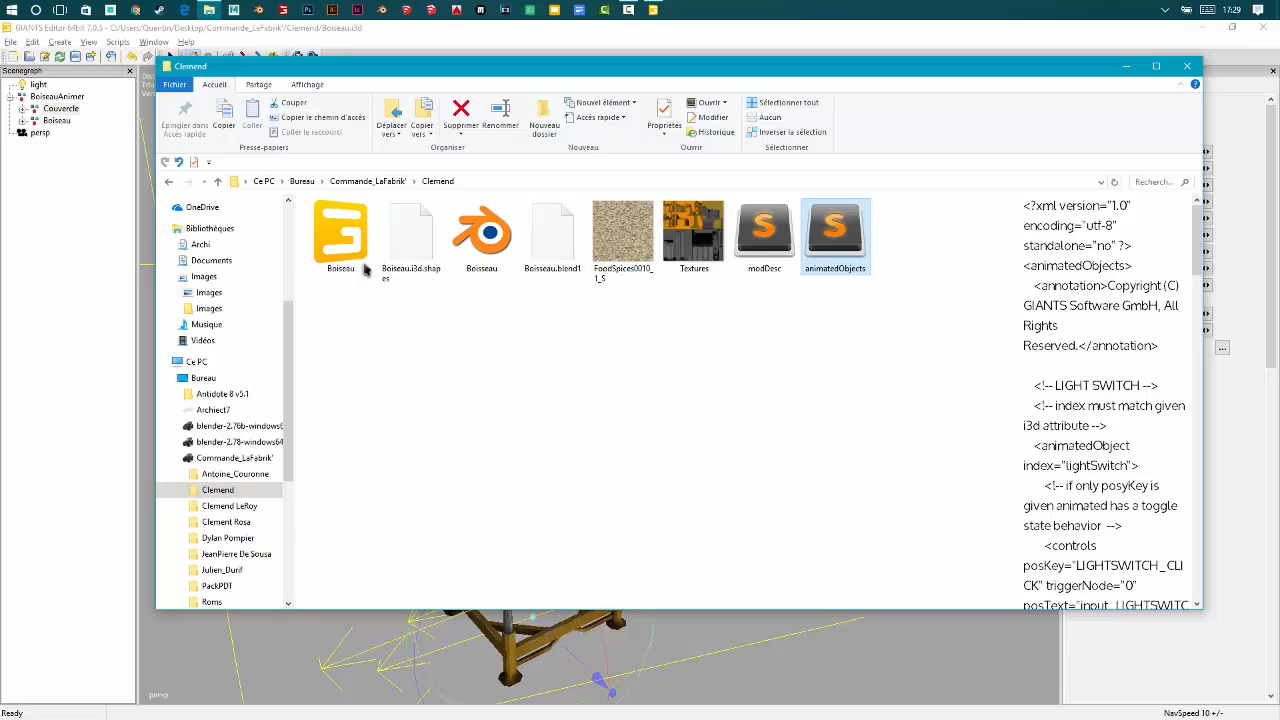 17:29
GIANTS Editor 64bit 7.0.5 - C:/Users/Quentin/Desktop/Commande_LaFabrik'/Clemend/Boiseau.i3d
File Edit Create View Scripts Window Help
Scenegraph
light
BoiseauAnimer
Couvercle
Boiseau
persp
Clemend
Fichier Accueil Partage Affichage
Épingler dans Accès rapide
Copier
Coller
Couper
Copier le chemin d'accès
Coller le raccourci
Presse-papiers
Déplacer vers
Copier vers
Supprimer
Renommer
Organiser
Nouveau dossier
Nouvel élément
Accès rapide
Nouveau
Propriétés
Ouvrir
Modifier
Historique
Ouvrir
Sélectionner tout
Aucun
Inverser la sélection
Sélectionner
Ce PC > Bureau > Commande_LaFabrik' > Clemend
Recherch...
OneDrive
Bibliothèques
Archi
Documents
Images
Images
Images
Musique
Vidéos
Ce PC
Bureau
Antidote 8 v5.1
Archiect7
blender-2.76b-windows6
blender-2.78-windows64
Commande_LaFabrik'
Antoine_Couronne
Clemend
Clemend LeRoy
Clement Rosa
Dylan Pompier
JeanPierre De Sousa
Julien_Durif
PackPDT
Roms
Boiseau
Boiseau.i3d.shapes
Boiseau
Boiseau.blend1
FoodSpices0010_1_S
Textures
modDesc
animatedObjects
<?xml version="1.0"
encoding="utf-8"
standalone="no" ?>
<animatedObjects>
<annotation>Copyright (C)
GIANTS Software GmbH, All
Rights
Reserved.</annotation>
<!-- LIGHT SWITCH -->
<!-- index must match given
i3d attribute -->
<animatedObject
index="lightSwitch">
<!-- if only posyKey is
given animated has a toggle
state behavior -->
<controls
posKey="LIGHTSWITCH_CLI
CK" triggerNode="0"
posText="input_LIGHTSWITC
persp
Ready
NavSpeed 10 +/-